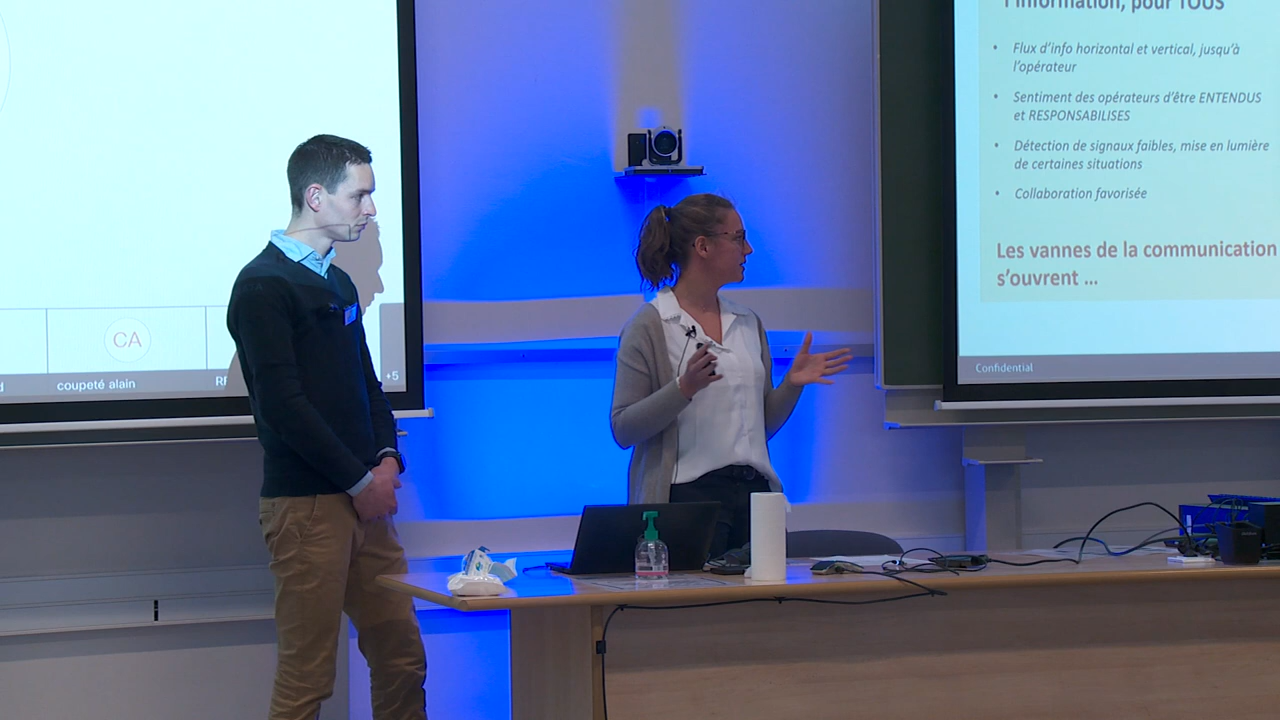 l'information, pour TOUS
• Flux d'info horizontal et vertical, jusqu'à
l'opérateur
• Sentiment des opérateurs d'être ENTENDUS
et RESPONSABILISES
• Détection de signaux faibles, mise en lumière
de certaines situations
• Collaboration favorisée
Les vannes de la communication
s'ouvrent ...
Confidential
CA
coupeté alain
+5